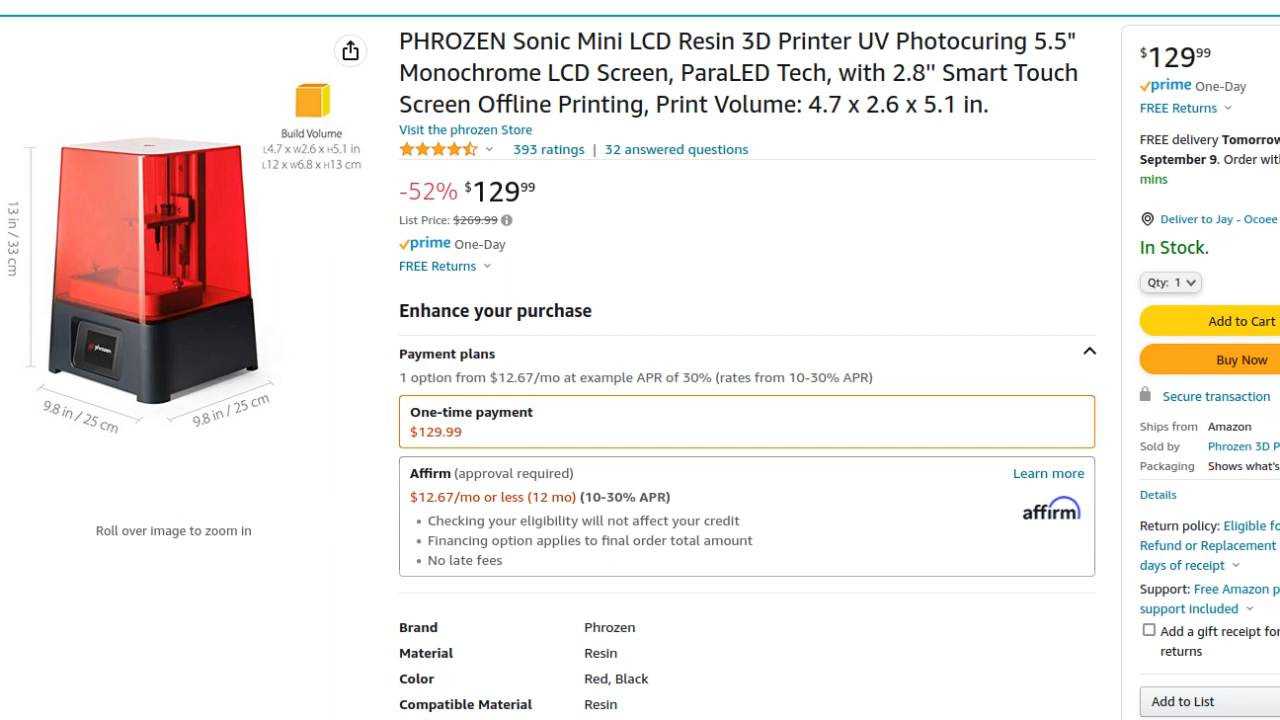 Build Volume
L4.7 x W2.6 x H5.1 in
L12 x W6.8 x H13 cm
13 in / 33 cm
phrozen
9.8 in / 25 cm
9.8 in / 25 cm
Roll over image to zoom in
PHROZEN Sonic Mini LCD Resin 3D Printer UV Photocuring 5.5"
Monochrome LCD Screen, ParaLED Tech, with 2.8" Smart Touch
Screen Offline Printing, Print Volume: 4.7 x 2.6 x 5.1 in.
Visit the phrozen Store
393 ratings | 32 answered questions
-52% $129 99
List Price: $269.99
prime One-Day
FREE Returns
Enhance your purchase
Payment plans
1 option from $12.67/mo at example APR of 30% (rates from 10-30% APR)
One-time payment
$129.99
Affirm (approval required) Learn more
$12.67/mo or less (12 mo) (10-30% APR)
affirm
• Checking your eligibility will not affect your credit
• Financing option applies to final order total amount
• No late fees
Brand Phrozen
Material Resin
Color Red, Black
Compatible Material Resin
$129 99
prime One-Day
FREE Returns
FREE delivery Tomorrow
September 9. Order wit
mins
Deliver to Jay - Ocoee
In Stock.
Qty: 1
Add to Cart
Buy Now
Secure transaction
Ships from Amazon
Sold by Phrozen 3D P
Packaging Shows what's
Details
Return policy: Eligible fo
Refund or Replacement
days of receipt
Support: Free Amazon p
support included
Add a gift receipt for
returns
Add to List